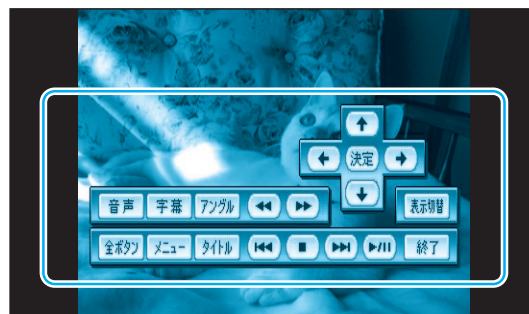 決定
音声 字幕 アングル 表示切替
全ボタン メニュー タイトル 終了